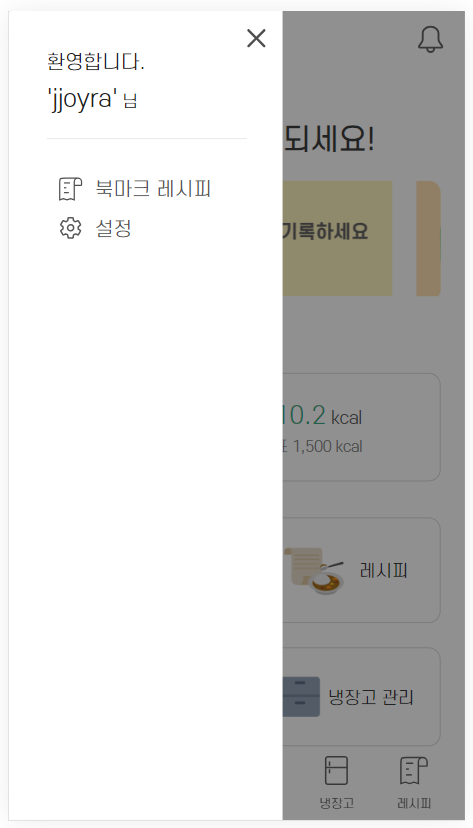 환영합니다.
'jjoyra' 님
북마크 레시피
설정
되세요!
기록하세요
10.2 kcal
1,500 kcal
레시피
냉장고 관리
냉장고
레시피